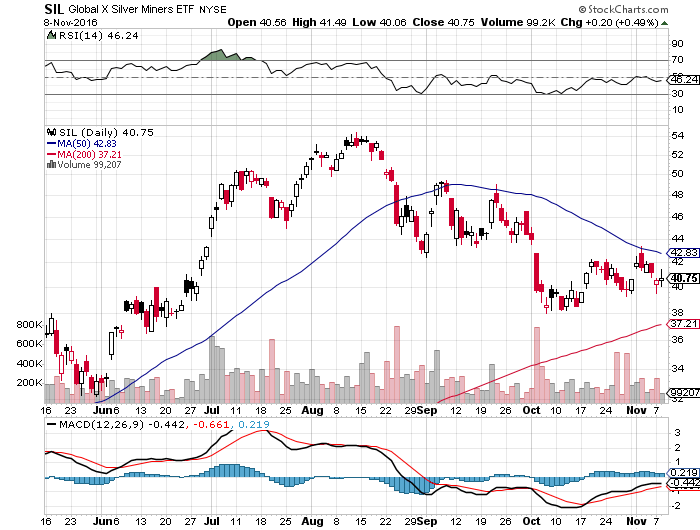 SIL Global X Silver Miners ETF NYSE © StockCharts.com
8-Nov-2016 Open 40.56 High 41.49 Low 40.06 Close 40.75 Volume 99.2K Chg +0.20 (+0.49%)
RSI(14) 46.24
90
70
50
46.24
30
10
SIL (Daily) 40.75
MA(50) 42.83
MA(200) 37.21
Volume 99,207
54
52
50
48
46
44
42.83
42
40.75
40
38
37.21
36
34
99207
32
800K
600K
400K
200K
16 23 Jun 6 13 20 27 Jul 11 18 25 Aug 8 15 22 29 Sep 12 19 26 Oct 10 17 24 Nov 7
MACD(12,26,9) -0.442, -0.661, 0.219
3
2
1
0.219
-0.442
-2
16 23 Jun 6 13 20 27 Jul 11 18 25 Aug 8 15 22 29 Sep 12 19 26 Oct 10 17 24 Nov 7